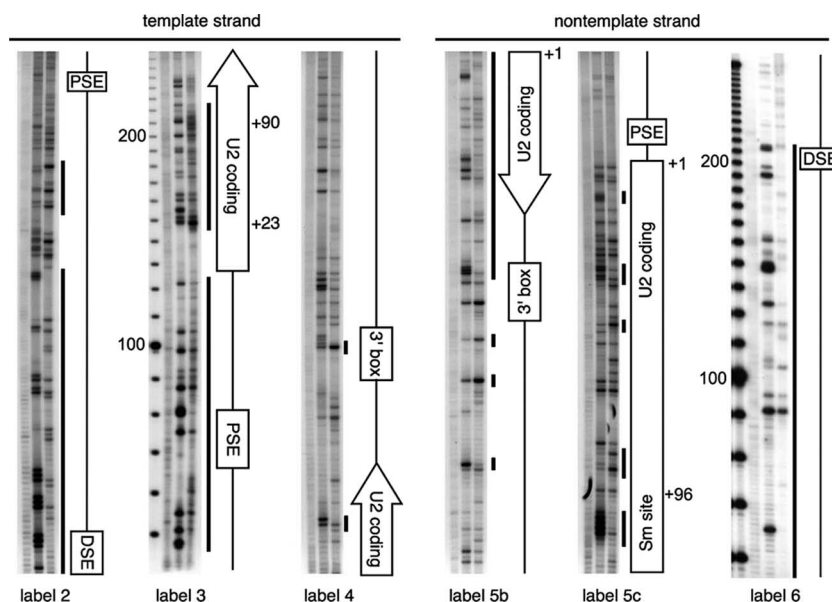 template strand
nontemplate strand
PSE
DSE
200
100
U2 coding
+90
+23
PSE
3' box
U2 coding
+1
U2 coding
3' box
PSE
+1
U2 coding
+96
Sm site
200
100
DSE
label 2
label 3
label 4
label 5b
label 5c
label 6